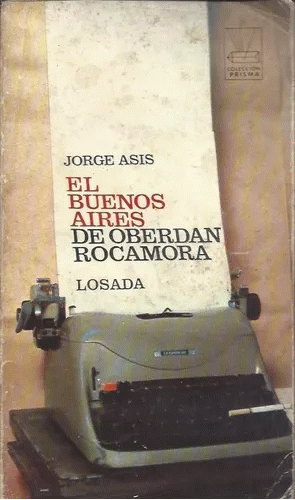 COLECCIÓN
PRISMA
JORGE ASIS
EL
BUENOS
AIRES
DE OBERDAN
ROCAMORA
LOSADA